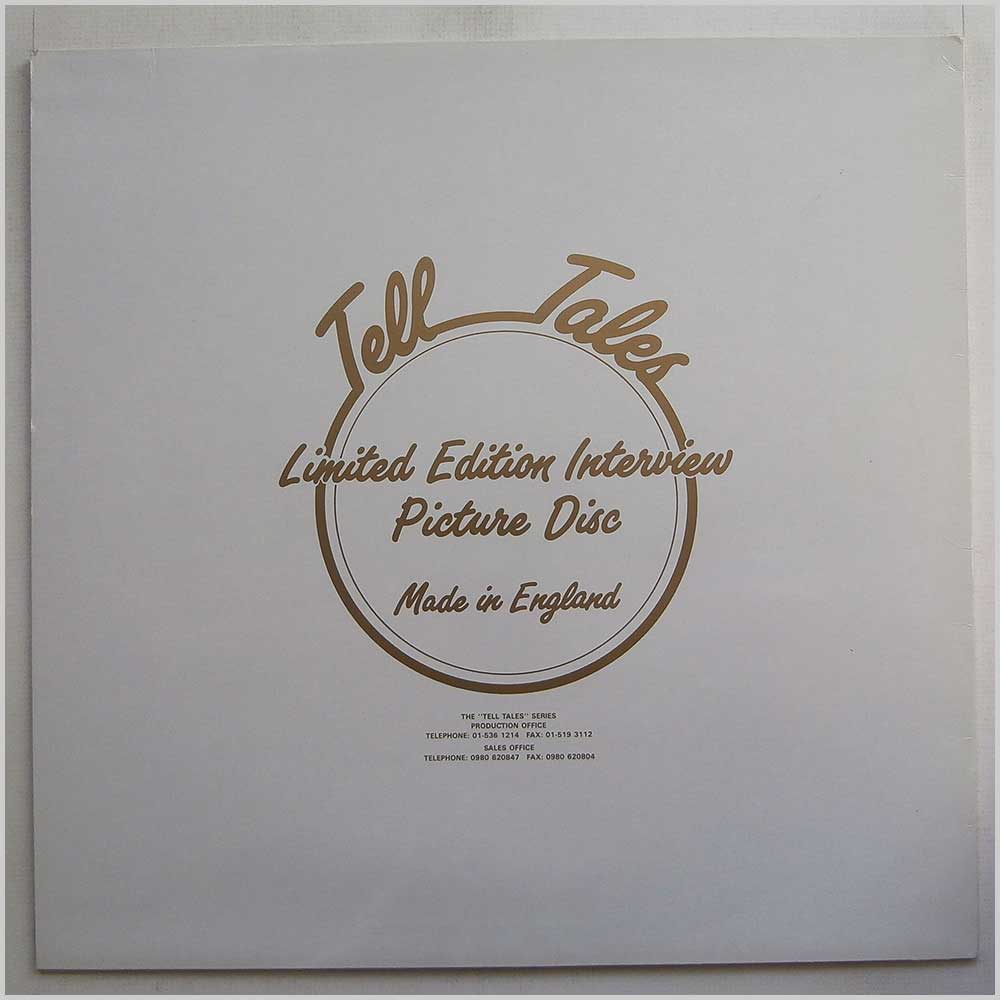 Tell Tales
Limited Edition Interview
Picture Disc
Made in England
THE "TELL TALES" SERIES
PRODUCTION OFFICE
TELEPHONE: 01-536 1214 FAX: 01-519 3112
SALES OFFICE
TELEPHONE: 0980 620847 FAX: 0980 620804